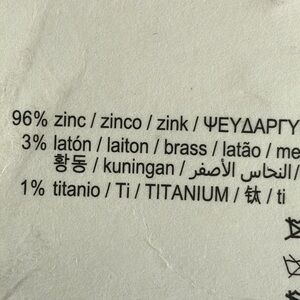 96% zinc / zinco / zink / ΨΕΥΔΑΡΓΥ
3% latón / laiton / brass / latão / me
황동 / kuningan / النحاس الأصفر /
1% titanio / Ti / TITANIUM / 钛 / ti